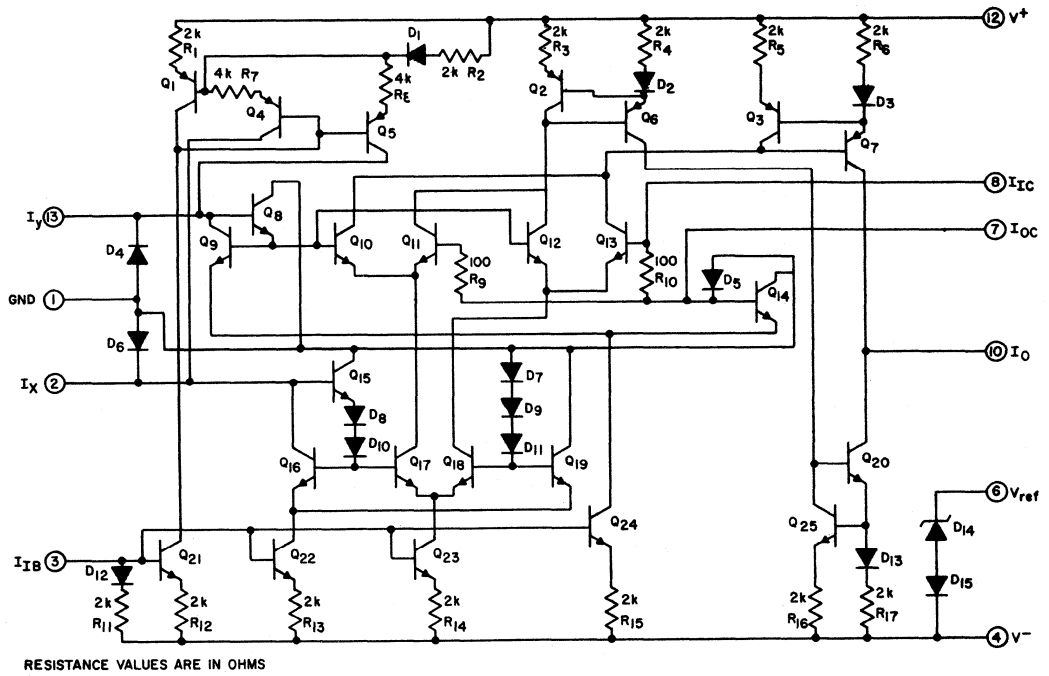 12 V+
2k R1
D1
2k R2
2k R3
2k R4
2k R5
2k R6
Q1
4k R7
4k RE
Q2
D2
D3
Q4
Q5
Q6
Q3
Q7
8 IIC
Iy 13
Q8
7 IOC
Q9
Q10
Q11
Q12
Q13
D4
100 R9
100 R10
D5
Q14
GND 1
D6
10 IO
IX 2
Q15
D7
D8
D9
D10
D11
Q16
Q17
Q18
Q19
Q20
6 Vref
Q24
Q25
D14
IIB 3
D12
Q21
Q22
Q23
D13
D15
2k R11
2k R12
2k R13
2k R14
2k R15
2k R16
2k R17
4 V-
RESISTANCE VALUES ARE IN OHMS